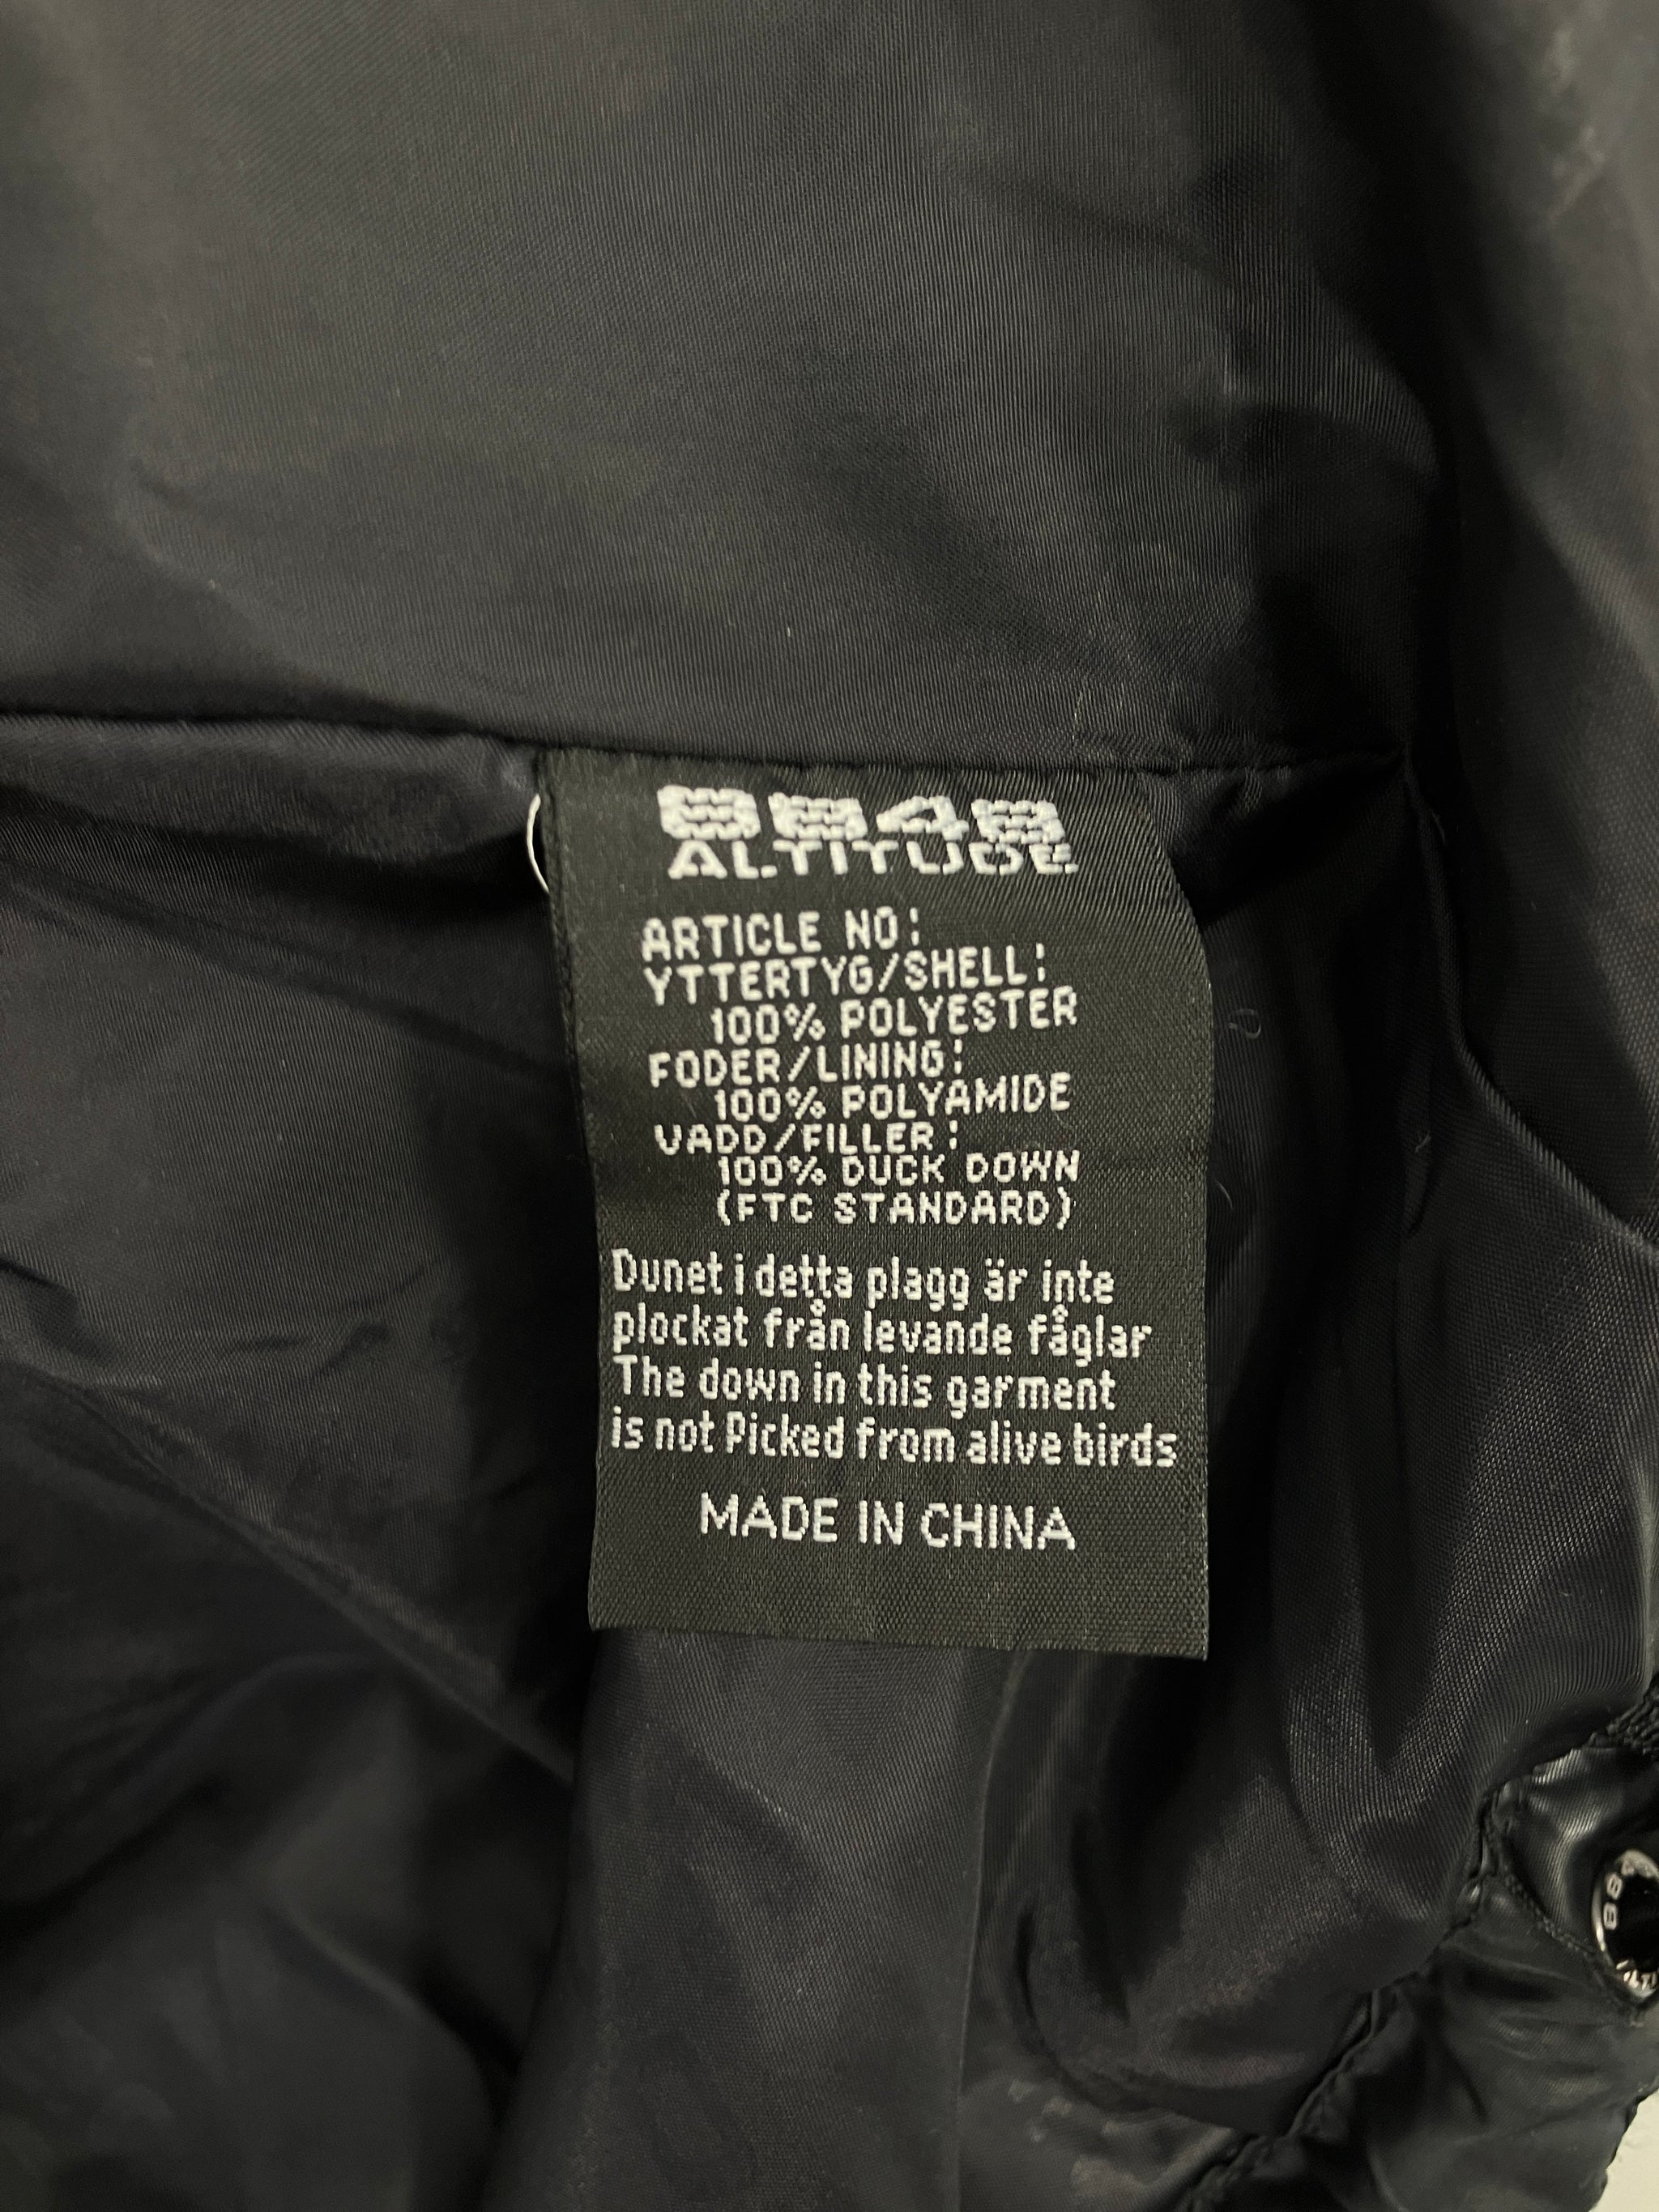 8848
ALTITUDE
ARTICLE NO:
YTTERTYG/SHELL:
100% POLYESTER
FODER/LINING:
100% POLYAMIDE
VADD/FILLER:
100% DUCK DOWN
(FTC STANDARD)
Dunet i detta plagg är inte
plockat från levande fåglar
The down in this garment
is not Picked from alive birds
MADE IN CHINA